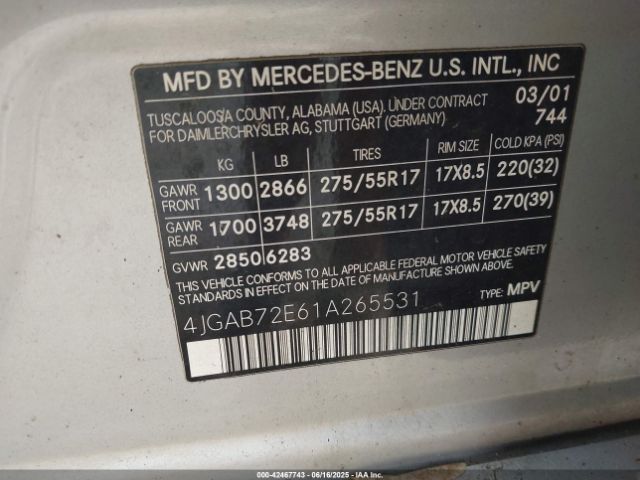 MFD BY MERCEDES-BENZ U.S. INTL., INC
TUSCALOOSA COUNTY, ALABAMA (USA). UNDER CONTRACT 03/01
FOR DAIMLERCHRYSLER AG, STUTTGART (GERMANY) 744
KG LB TIRES RIM SIZE COLD KPA (PSI)
GAWR FRONT 1300 2866 275/55R17 17X8.5 220(32)
GAWR REAR 1700 3748 275/55R17 17X8.5 270(39)
GVWR 2850 6283
THIS VEHICLE CONFORMS TO ALL APPLICABLE FEDERAL MOTOR VEHICLE SAFETY
STANDARDS IN EFFECT ON THE DATE OF MANUFACTURE SHOWN ABOVE.
4JGAB72E61A265531 TYPE: MPV
000-42467743 - 06/16/2025 - IAA Inc.